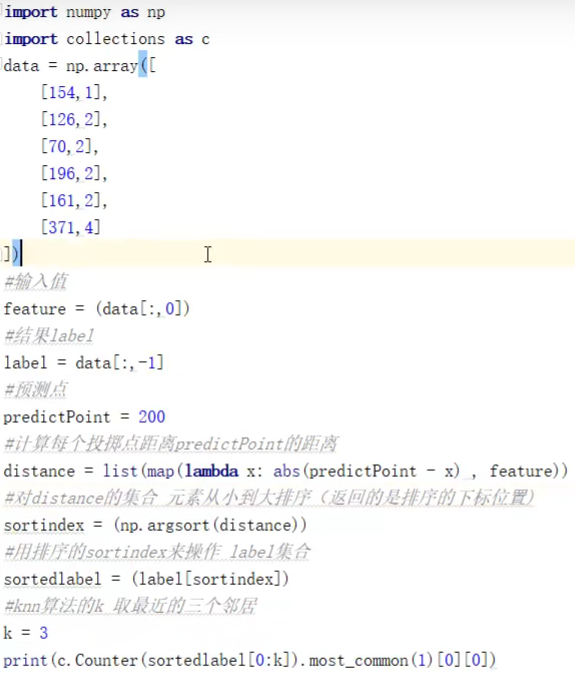 import numpy as np
import collections as c
data = np.array([
    [154,1],
    [126,2],
    [70,2],
    [196,2],
    [161,2],
    [371,4]
])
#输入值
feature = (data[:,0])
#结果label
label = data[:,-1]
#预测点
predictPoint = 200
#计算每个投掷点距离predictPoint的距离
distance = list(map(lambda x: abs(predictPoint - x) , feature))
#对distance的集合 元素从小到大排序（返回的是排序的下标位置）
sortindex = (np.argsort(distance))
#用排序的sortindex来操作 label集合
sortedlabel = (label[sortindex])
#knn算法的k 取最近的三个邻居
k = 3
print(c.Counter(sortedlabel[0:k]).most_common(1)[0][0])